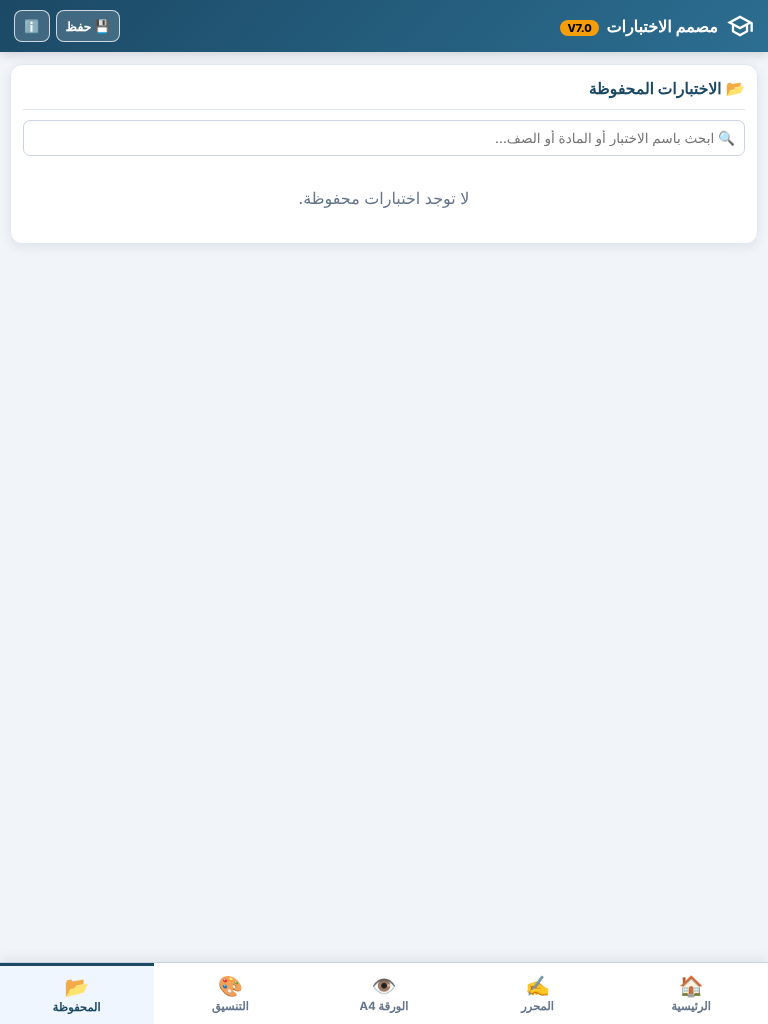 مصمم الاختبارات V7.0
💾 حفظ
ℹ️
📂 الاختبارات المحفوظة
🔍 ابحث باسم الاختبار أو المادة أو الصف...
لا توجد اختبارات محفوظة.
🏠 الرئيسية
✍️ المحرر
👁️ الورقة A4
🎨 التنسيق
📂 المحفوظة